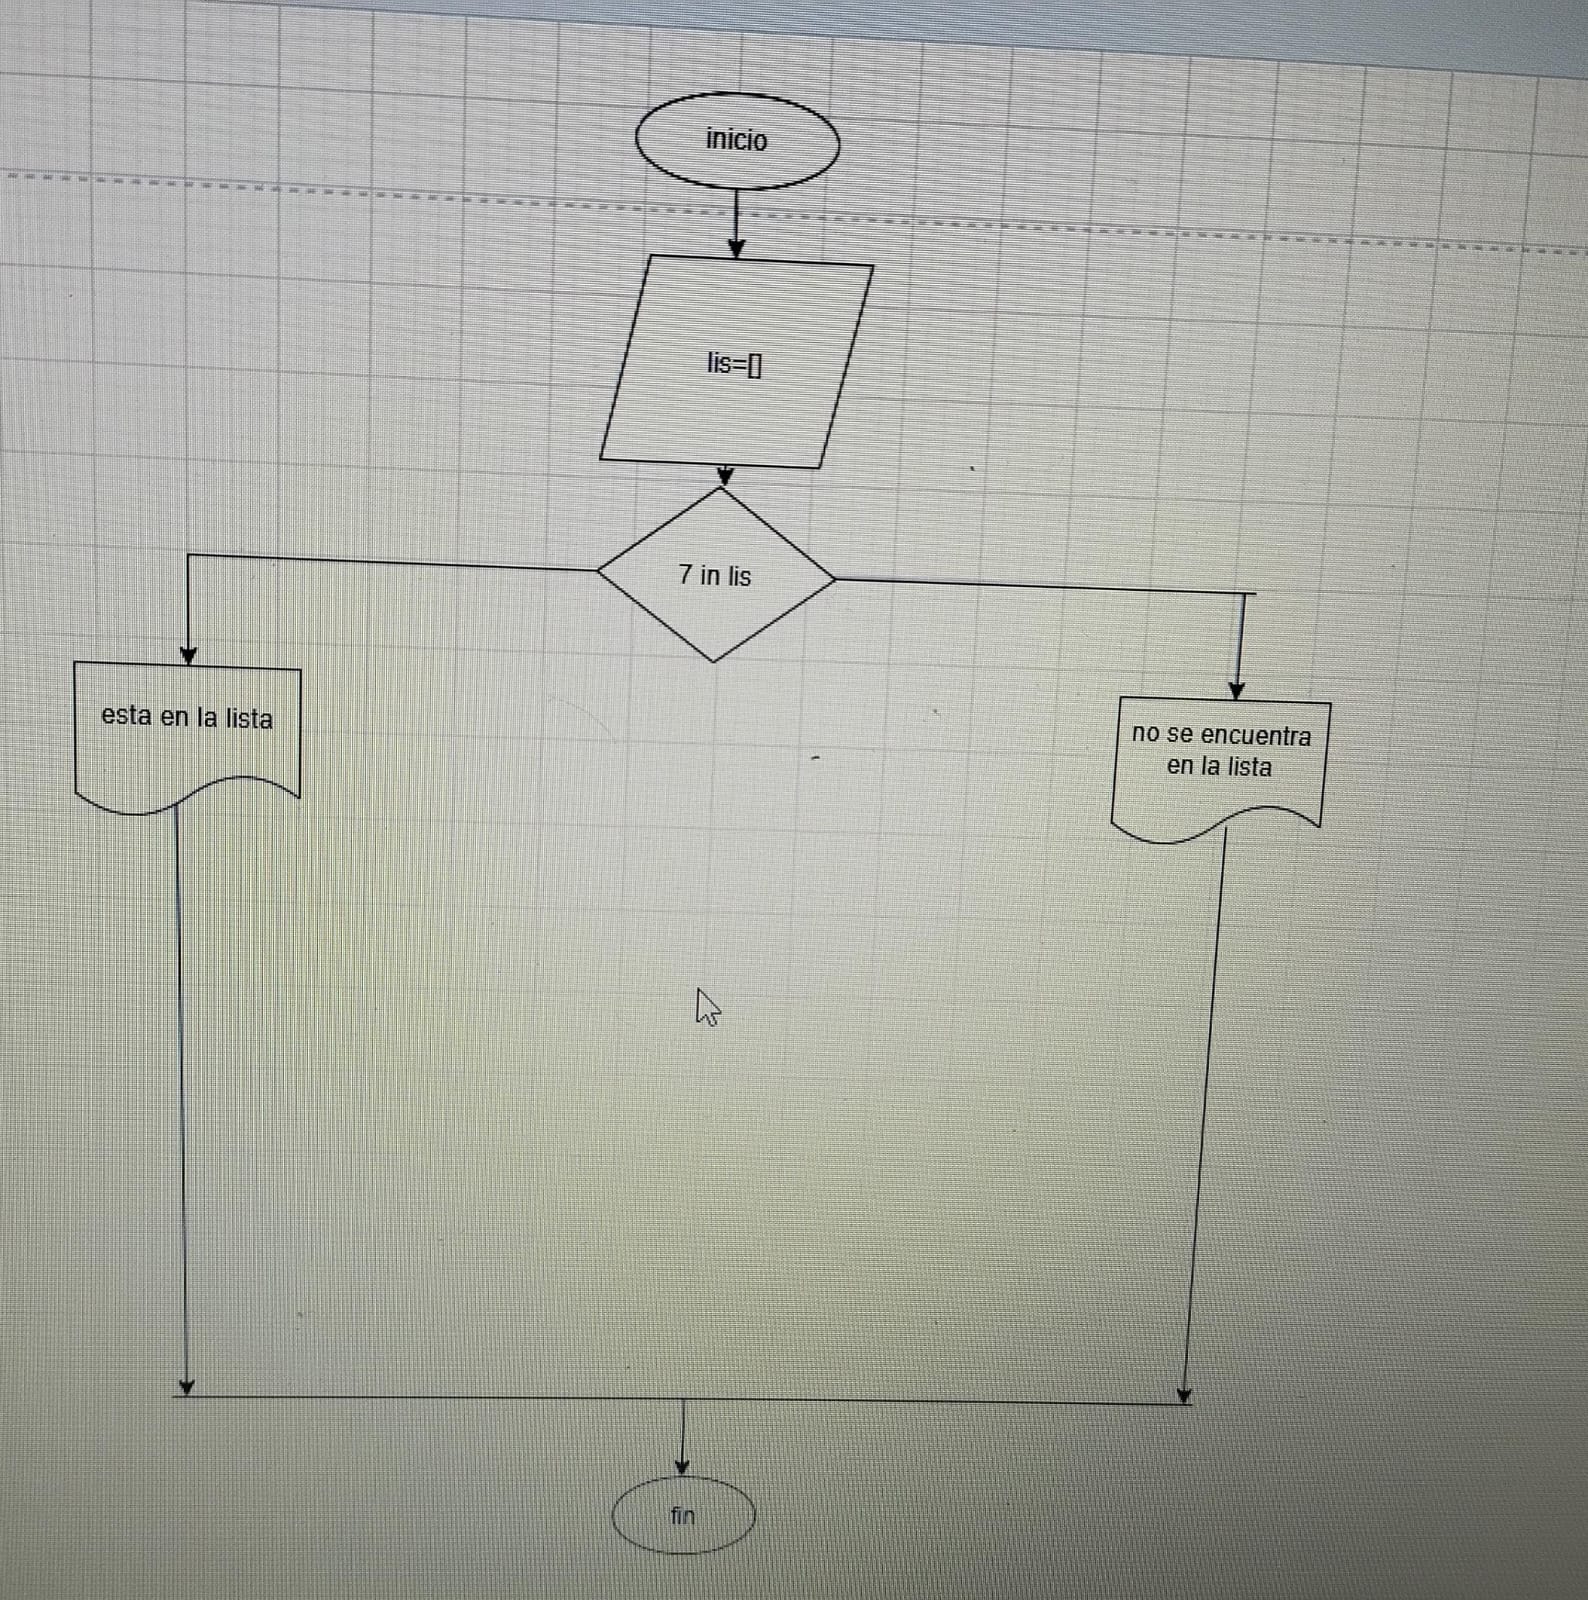 inicio
lis=[]
7 in lis
esta en la lista
no se encuentra
en la lista
fin